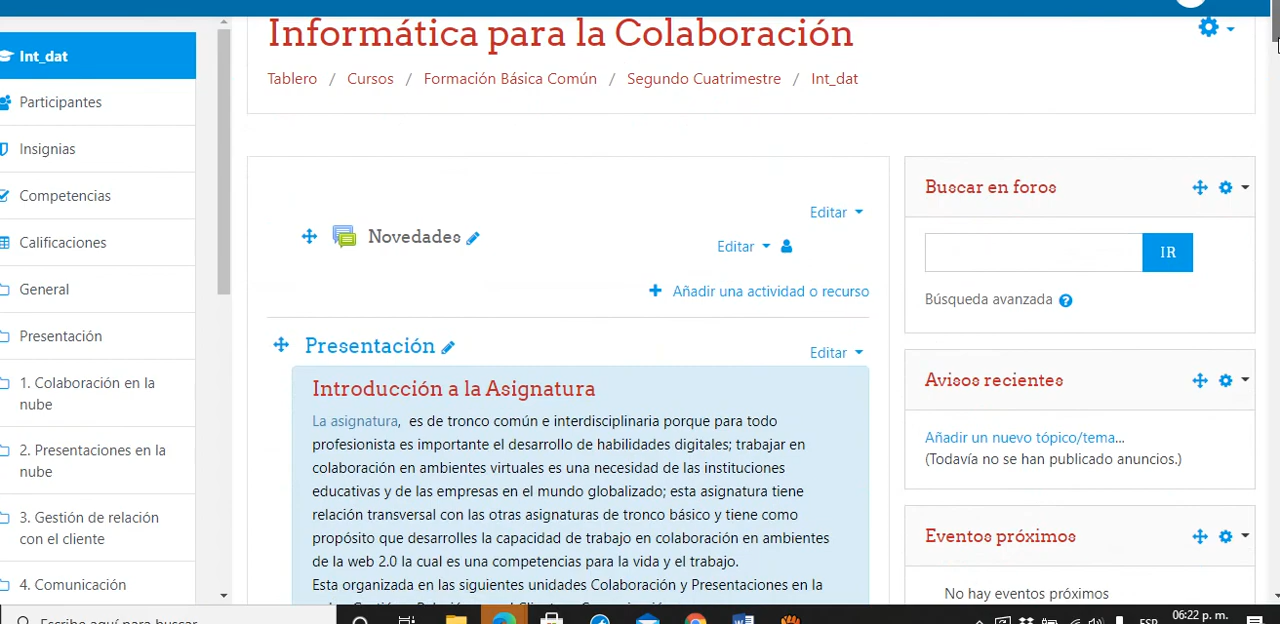 Informática para la Colaboración
Tablero / Cursos / Formación Básica Común / Segundo Cuatrimestre / Int_dat
Int_dat
Participantes
Insignias
Competencias
Calificaciones
General
Presentación
1. Colaboración en la
nube
2. Presentaciones en la
nube
3. Gestión de relación
con el cliente
4. Comunicación
Editar
Novedades
Editar
Añadir una actividad o recurso
Presentación
Editar
Introducción a la Asignatura
La asignatura, es de tronco común e interdisciplinaria porque para todo
profesionista es importante el desarrollo de habilidades digitales; trabajar en
colaboración en ambientes virtuales es una necesidad de las instituciones
educativas y de las empresas en el mundo globalizado; esta asignatura tiene
relación transversal con las otras asignaturas de tronco básico y tiene como
propósito que desarrolles la capacidad de trabajo en colaboración en ambientes
de la web 2.0 la cual es una competencias para la vida y el trabajo.
Esta organizada en las siguientes unidades Colaboración y Presentaciones en la
Buscar en foros
IR
Búsqueda avanzada
Avisos recientes
Añadir un nuevo tópico/tema...
(Todavía no se han publicado anuncios.)
Eventos próximos
No hay eventos próximos
Escribe aquí para buscar
ESP
06:22 p. m.